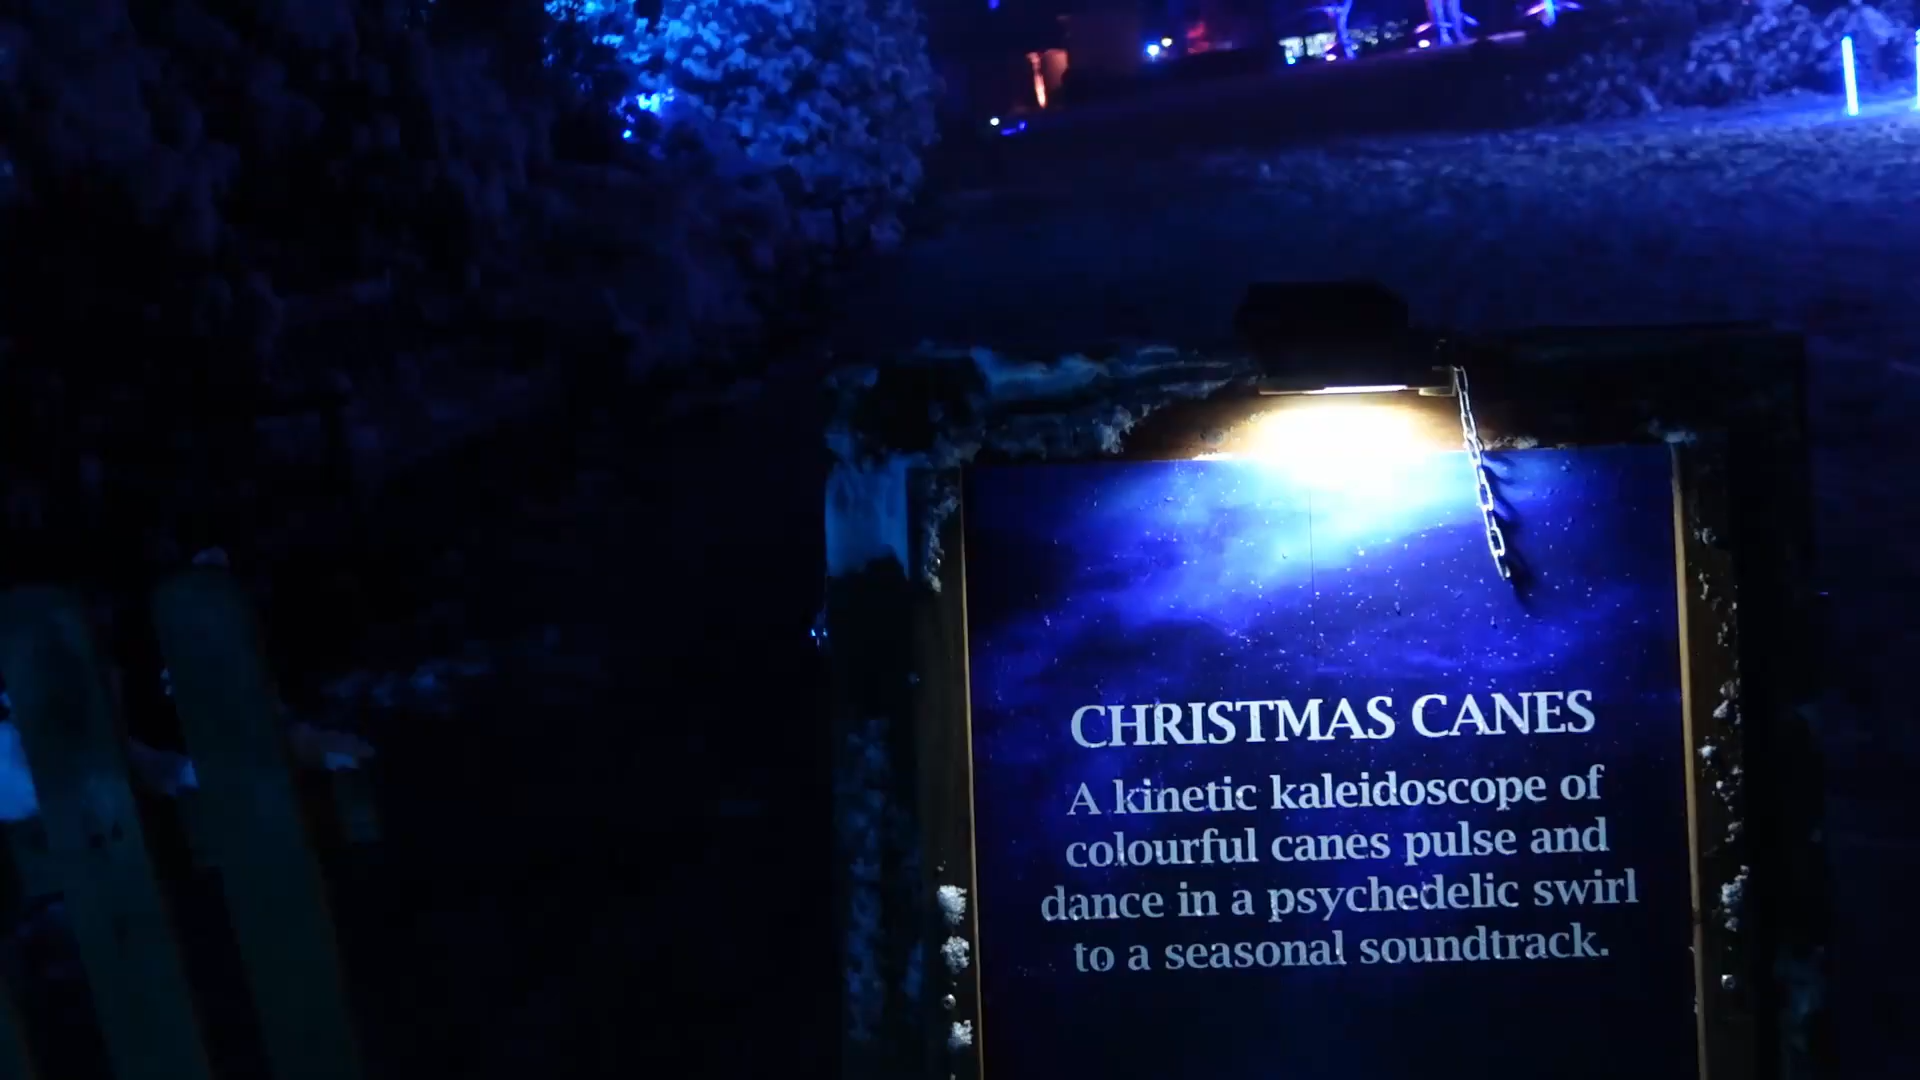 CHRISTMAS CANES
A kinetic kaleidoscope of
colourful canes pulse and
dance in a psychedelic swirl
to a seasonal soundtrack.